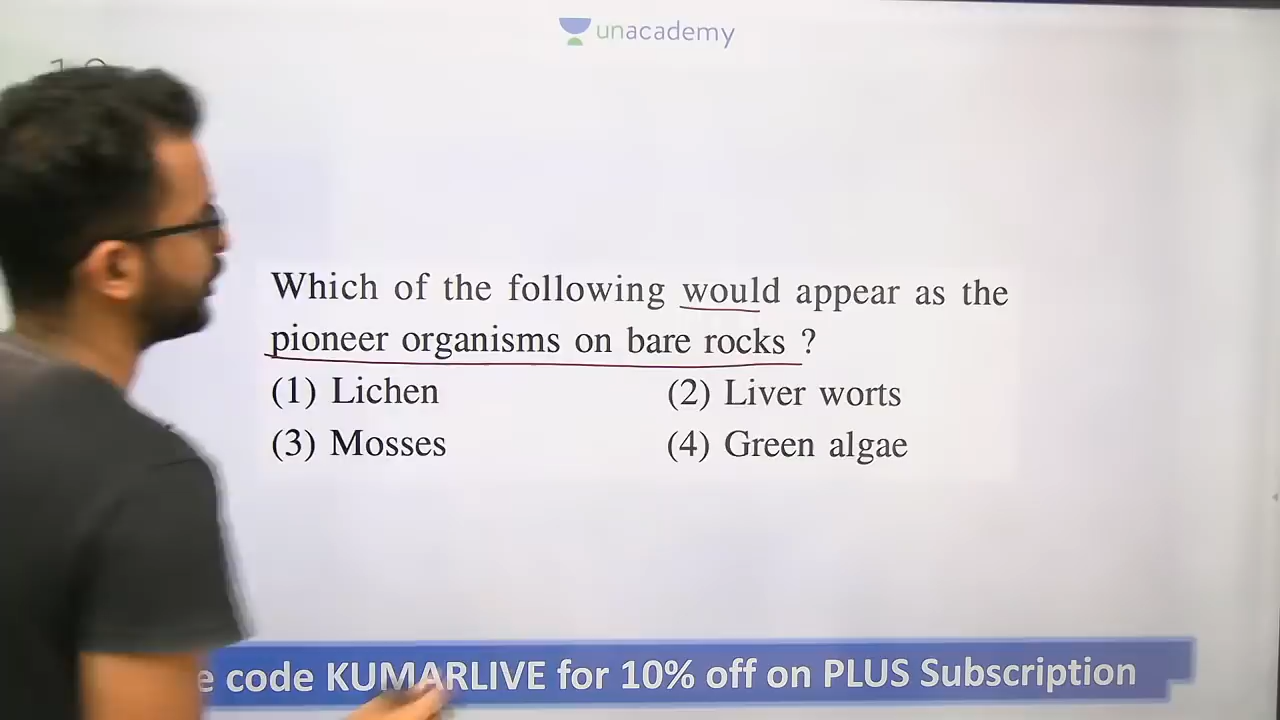 unacademy
Which of the following would appear as the
pioneer organisms on bare rocks ?
(1) Lichen (2) Liver worts
(3) Mosses (4) Green algae
code KUMARLIVE for 10% off on PLUS Subscription